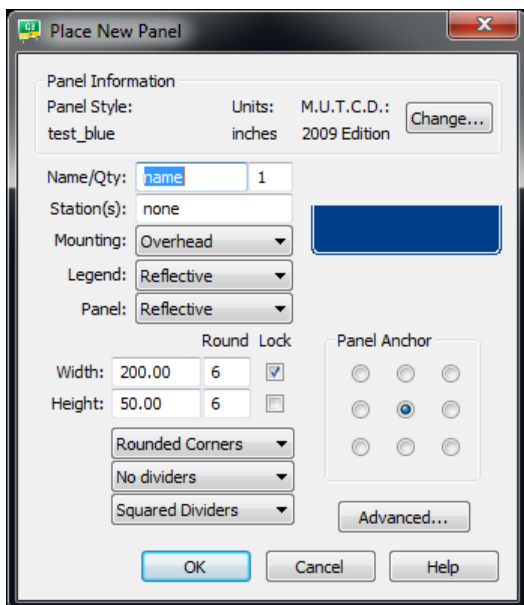 Place New Panel
Panel Information
Panel Style: Units: M.U.T.C.D.:
test_blue inches 2009 Edition
Change...
Name/Qty: name 1
Station(s): none
Mounting: Overhead
Legend: Reflective
Panel: Reflective
Round Lock
Width: 200.00 6
Height: 50.00 6
Panel Anchor
Rounded Corners
No dividers
Squared Dividers
Advanced...
OK Cancel Help